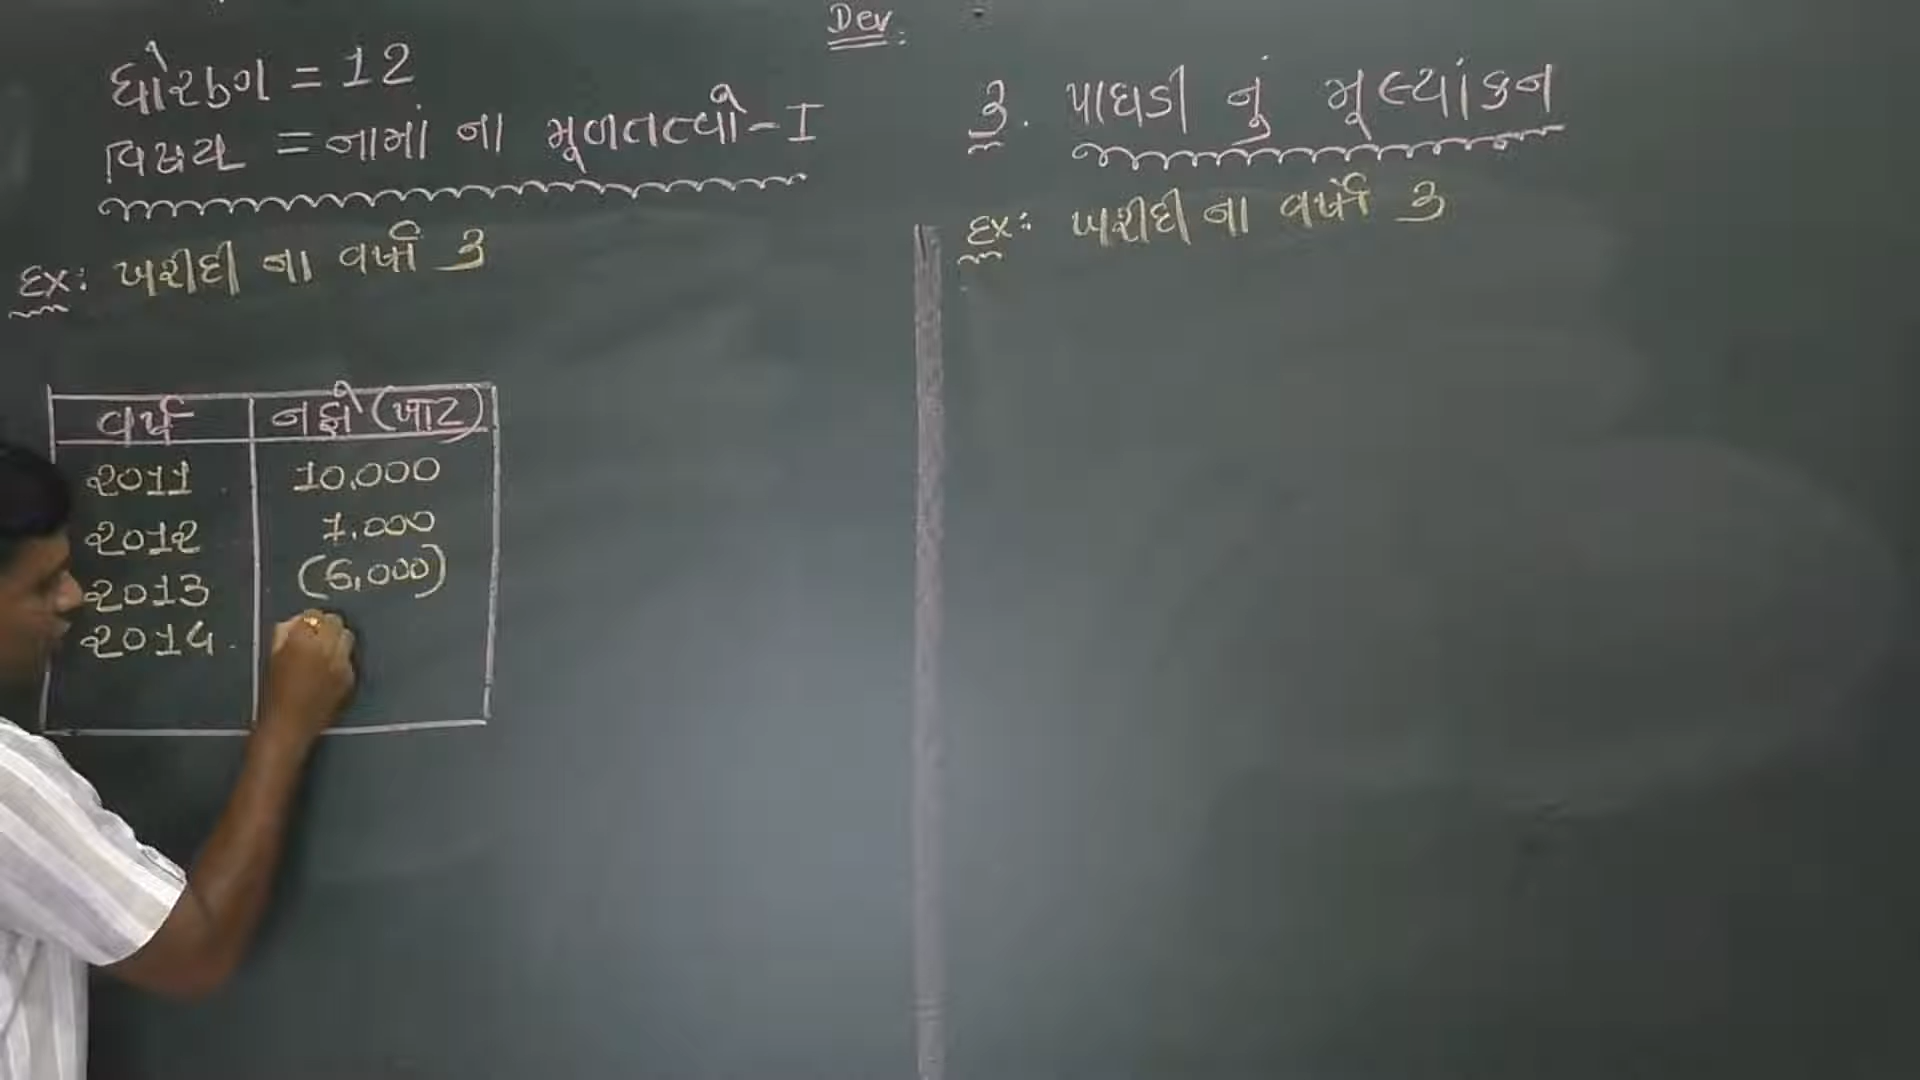 Dev.
ધોરણ = 12
વિષય = નામાં ના મૂળતત્વો - I
Ex: ખરીદી ના વર્ષો 3
વર્ષ નફો (ખાટ)
2011 10,000
2012 7,000
2013 (5,000)
2014
3. પાઘડી નું મૂલ્યાંકન
Ex: ખરીદી ના વર્ષો 3